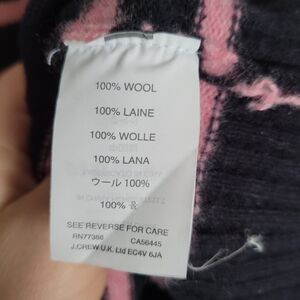 100% WOOL
100% LAINE
100% WOLLE
100% LANA
ウール 100%
100%
SEE REVERSE FOR CARE
RN77388 CA56445
J.CREW U.K. Ltd EC4V 6JA